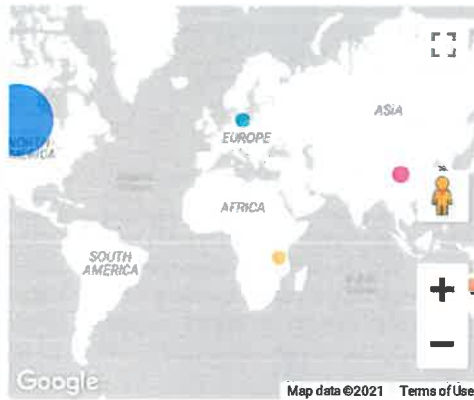 ASIA
EUROPE
AFRICA
SOUTH
AMERICA
+
−
Google
Map data ©2021 Terms of Use